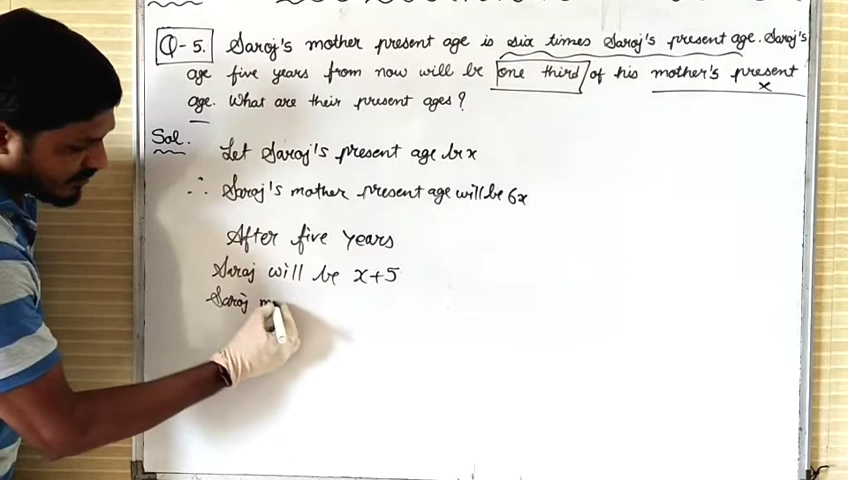 Q-5. Saroj's mother present age is six times Saroj's present age. Saroj's
age five years from now will be one third of his mother's present
x
age. What are their present ages?
Sol.
Let Saroj's present age be x
∴ Saroj's mother present age will be 6x
After five years
Saroj will be x+5
Saroj m